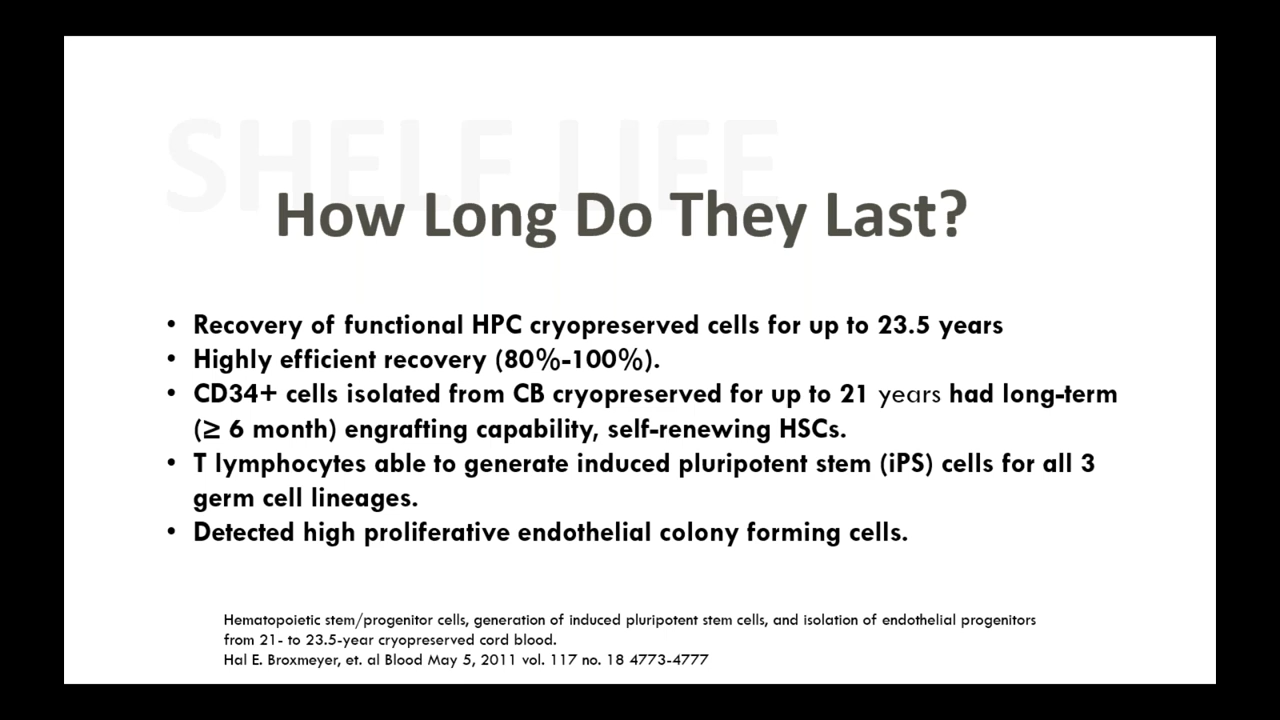 SHELF LIFE
How Long Do They Last?
• Recovery of functional HPC cryopreserved cells for up to 23.5 years
• Highly efficient recovery (80%-100%).
• CD34+ cells isolated from CB cryopreserved for up to 21 years had long-term
(≥ 6 month) engrafting capability, self-renewing HSCs.
• T lymphocytes able to generate induced pluripotent stem (iPS) cells for all 3
germ cell lineages.
• Detected high proliferative endothelial colony forming cells.
Hematopoietic stem/progenitor cells, generation of induced pluripotent stem cells, and isolation of endothelial progenitors
from 21- to 23.5-year cryopreserved cord blood.
Hal E. Broxmeyer, et. al Blood May 5, 2011 vol. 117 no. 18 4773-4777